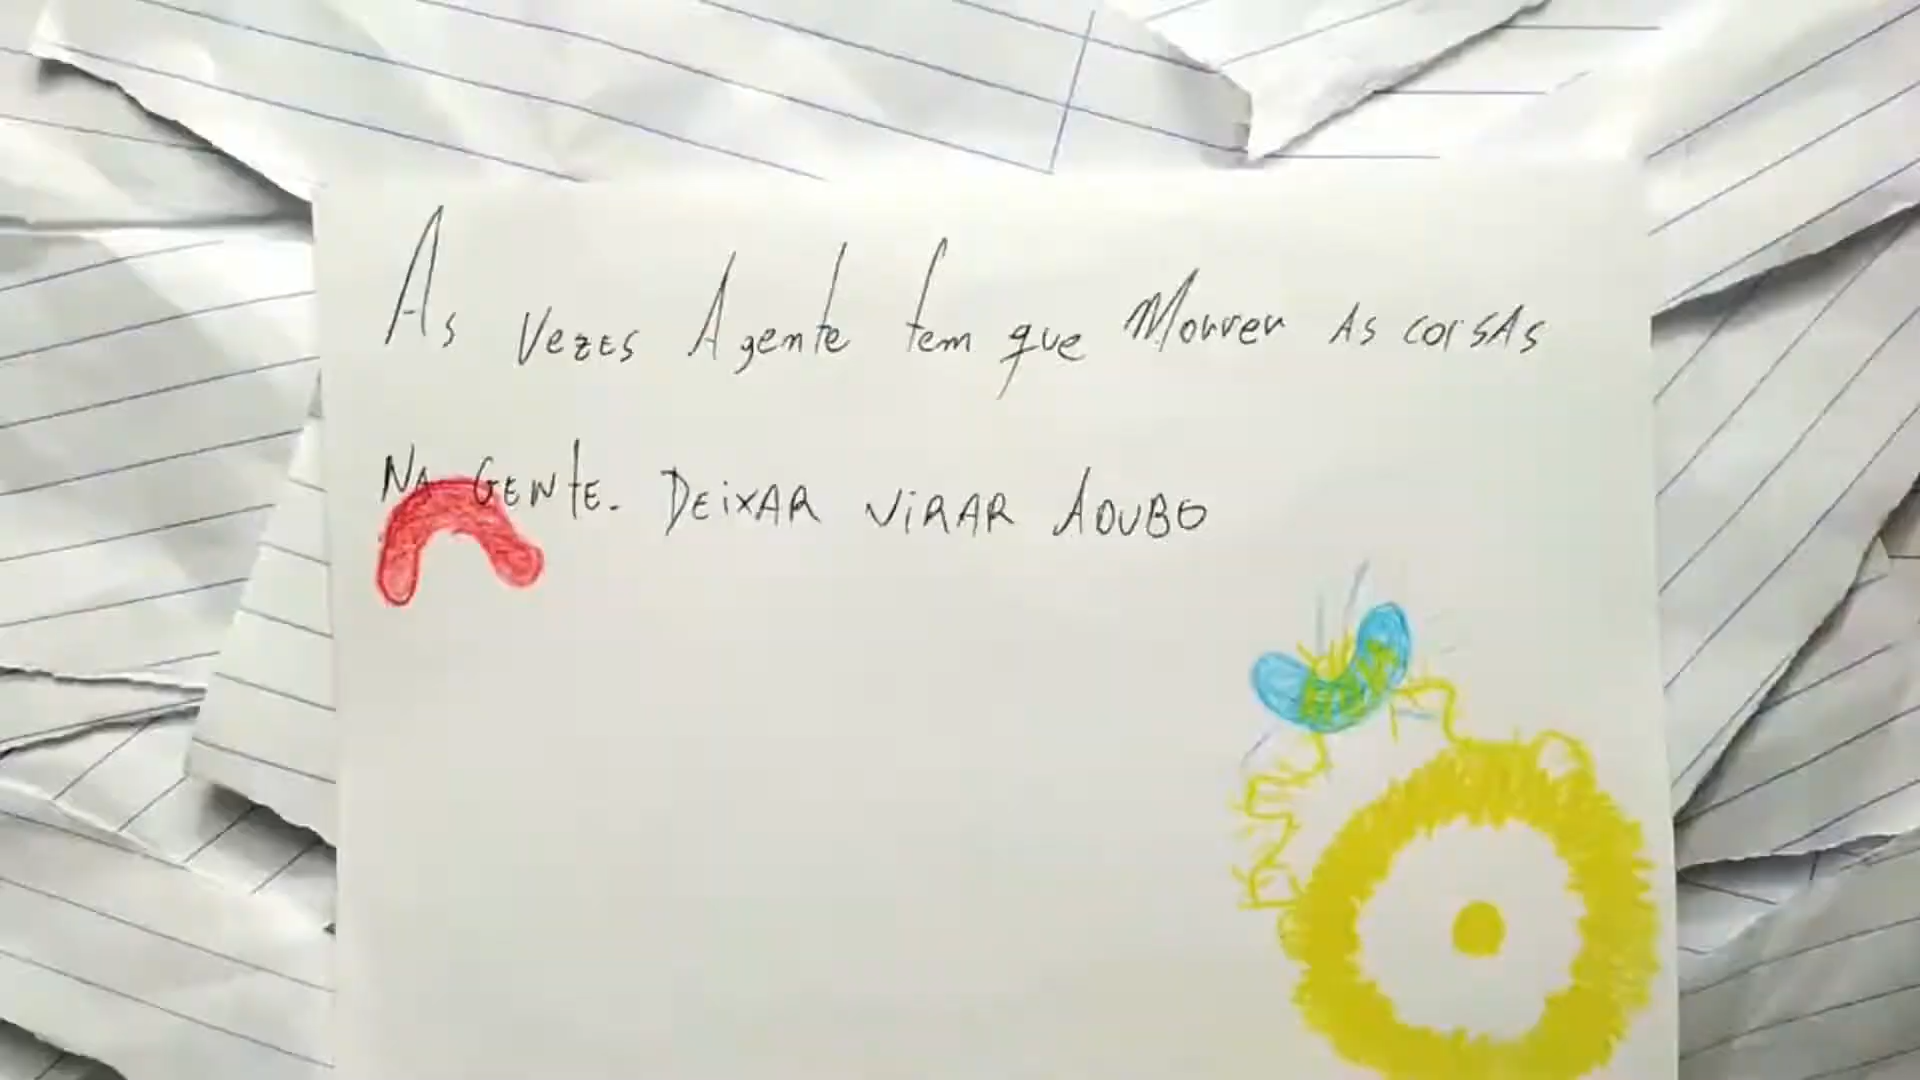 As vezes Agente tem que Morrer As coisAs
NA GENtE. DEiXAR ViRAR ADUBO